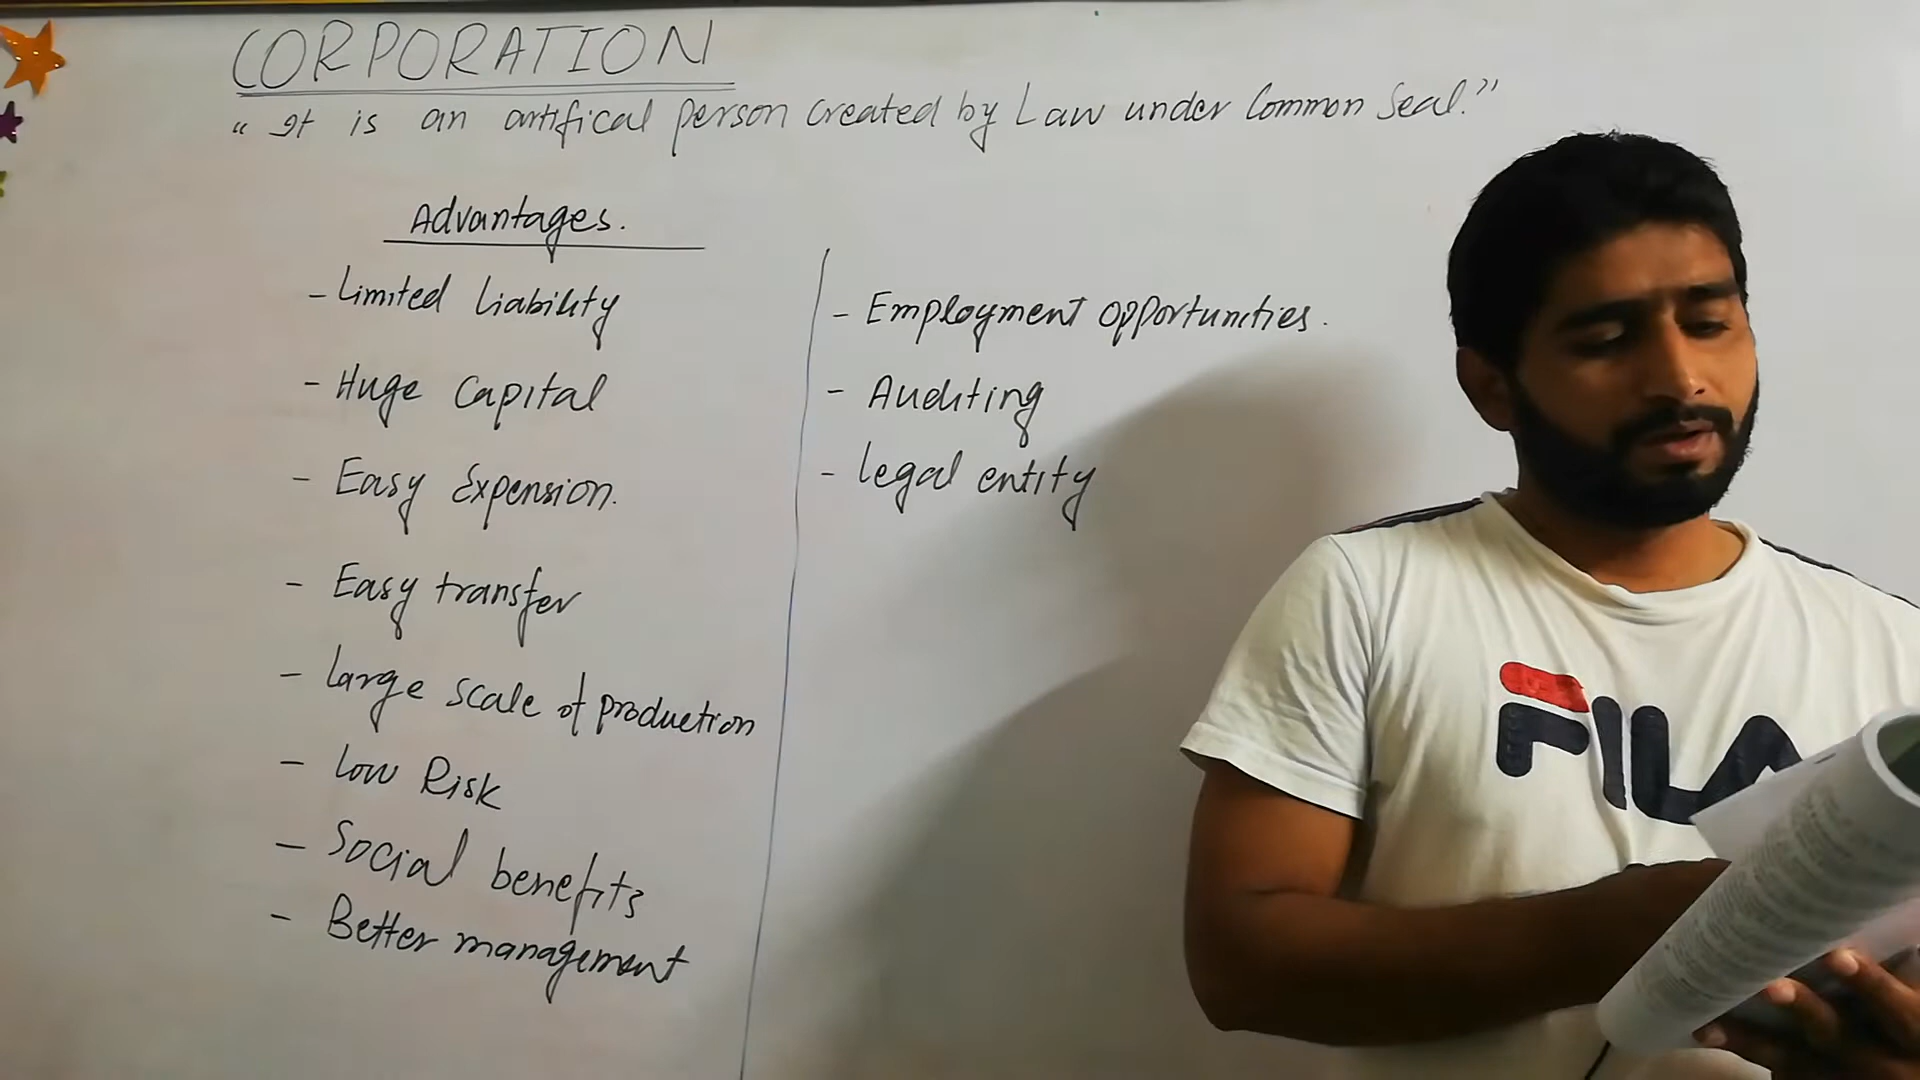 CORPORATION
“ It is an artifical person created by Law under Common Seal.”
Advantages.
- Limited Liability
- Huge Capital
- Easy Expension.
- Easy transfer
- Large scale of production
- Low Risk
- Social benefits
- Better management
- Employment opportunities.
- Auditing
- Legal entity
FILA